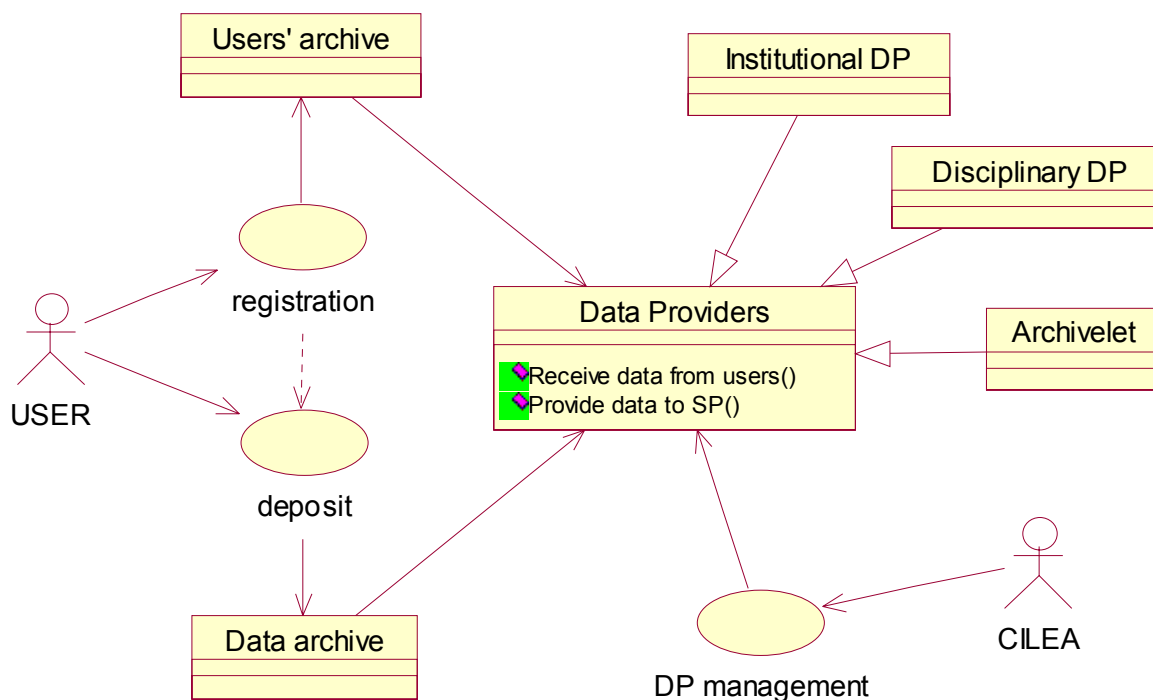 Users' archive
Institutional DP
Disciplinary DP
registration
Data Providers
Archivelet
Receive data from users()
Provide data to SP()
USER
deposit
Data archive
CILEA
DP management